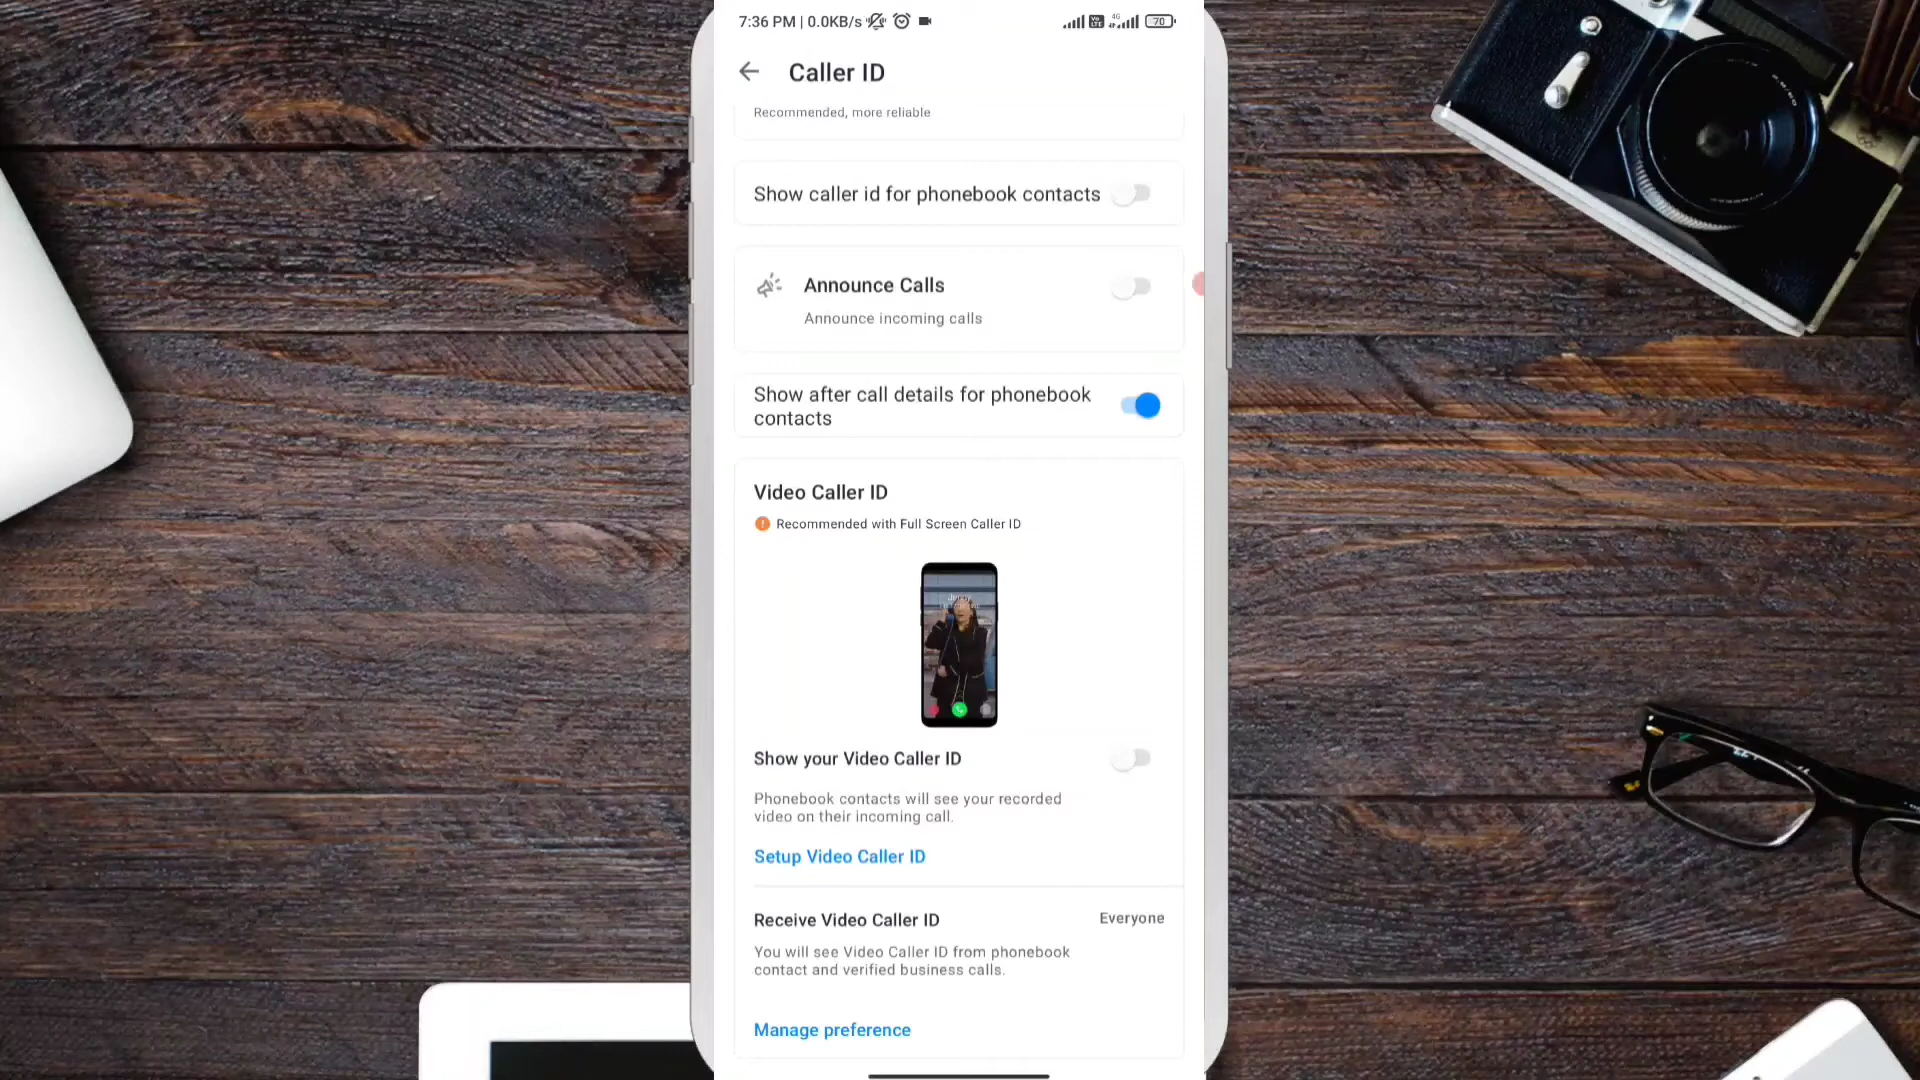 7:36 PM | 0.0KB/s 4G 70
Caller ID
Recommended, more reliable
Show caller id for phonebook contacts
Announce Calls
Announce incoming calls
Show after call details for phonebook
contacts
Video Caller ID
Recommended with Full Screen Caller ID
Show your Video Caller ID
Phonebook contacts will see your recorded
video on their incoming call.
Setup Video Caller ID
Receive Video Caller ID
Everyone
You will see Video Caller ID from phonebook
contact and verified business calls.
Manage preference